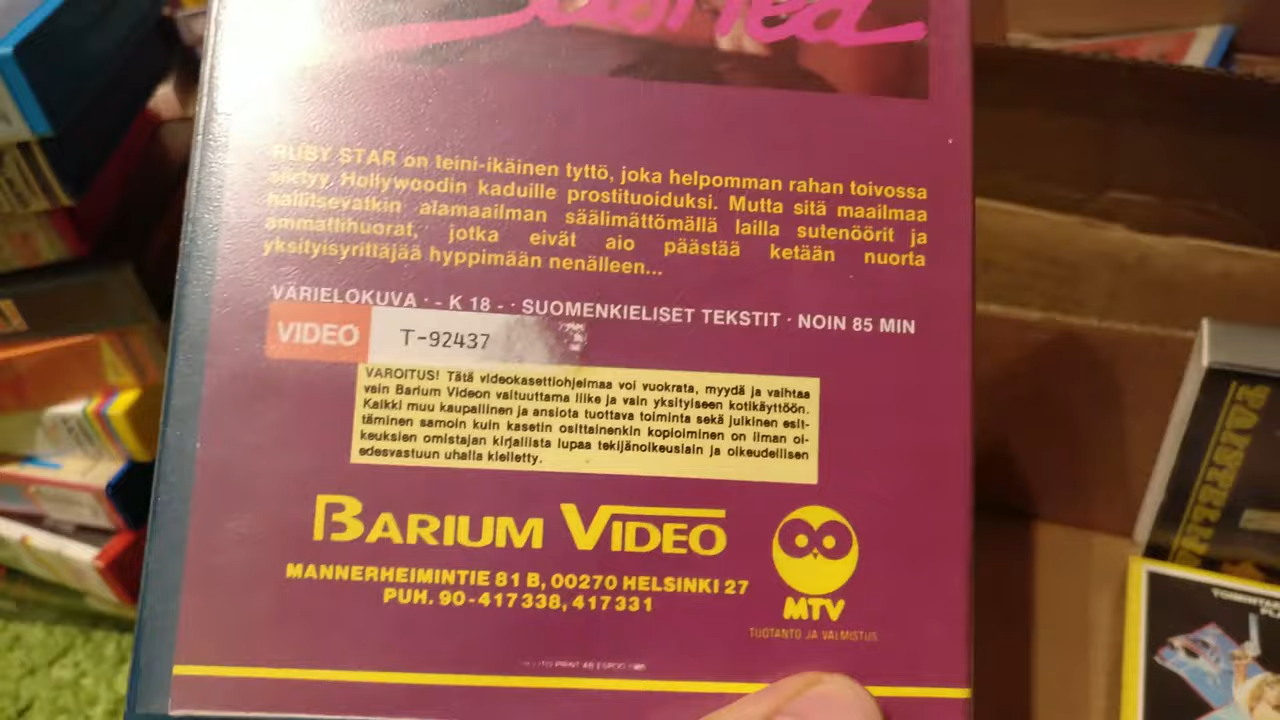 RUBY STAR on teini-ikäinen tyttö, joka helpomman rahan toivossa
siirtyy Hollywoodin kaduille prostituoiduksi. Mutta sitä maailmaa
hallitsevatkin alamaailman säälimättömällä lailla sutenöörit ja
ammattihuorat, jotka eivät aio päästää ketään nuorta
yksityisyrittäjää hyppimään nenälleen...
VÄRIELOKUVA · - K 18 - · SUOMENKIELISET TEKSTIT · NOIN 85 MIN
VIDEO T-92437
VAROITUS! Tätä videokasettiohjelmaa voi vuokrata, myydä ja vaihtaa
vain Barium Videon valtuuttama liike ja vain yksityiseen kotikäyttöön.
Kaikki muu kaupallinen ja ansiota tuottava toiminta sekä julkinen esit-
täminen samoin kuin kasetin osittainenkin kopioiminen on ilman oi-
keuksien omistajan kirjallista lupaa tekijänoikeuslain ja oikeudellisen
edesvastuun uhalla kielletty.
BARIUM VIDEO
MANNERHEIMINTIE 81 B, 00270 HELSINKI 27
PUH. 90-417338, 417331
MTV
TUOTANTO JA VALMISTUS